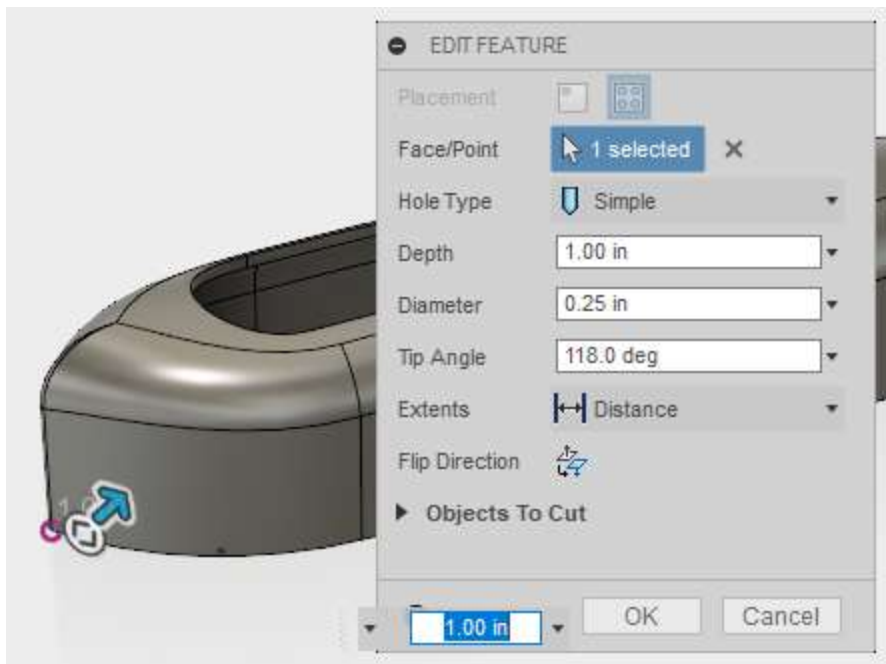 EDIT FEATURE
Placement
Face/Point 1 selected
Hole Type Simple
Depth 1.00 in
Diameter 0.25 in
Tip Angle 118.0 deg
Extents Distance
Flip Direction
Objects To Cut
1.00 in OK Cancel